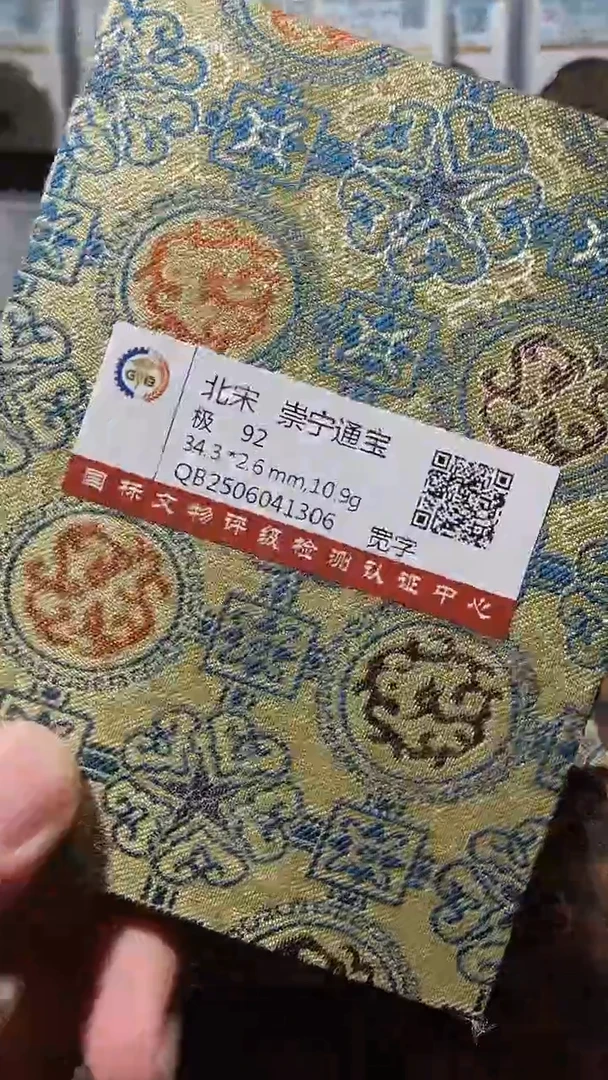 GB
北宋 崇宁通宝
极 92
34.3*2.6mm,10.9g
QB2506041306 宽字
国标文物评级检测认证中心